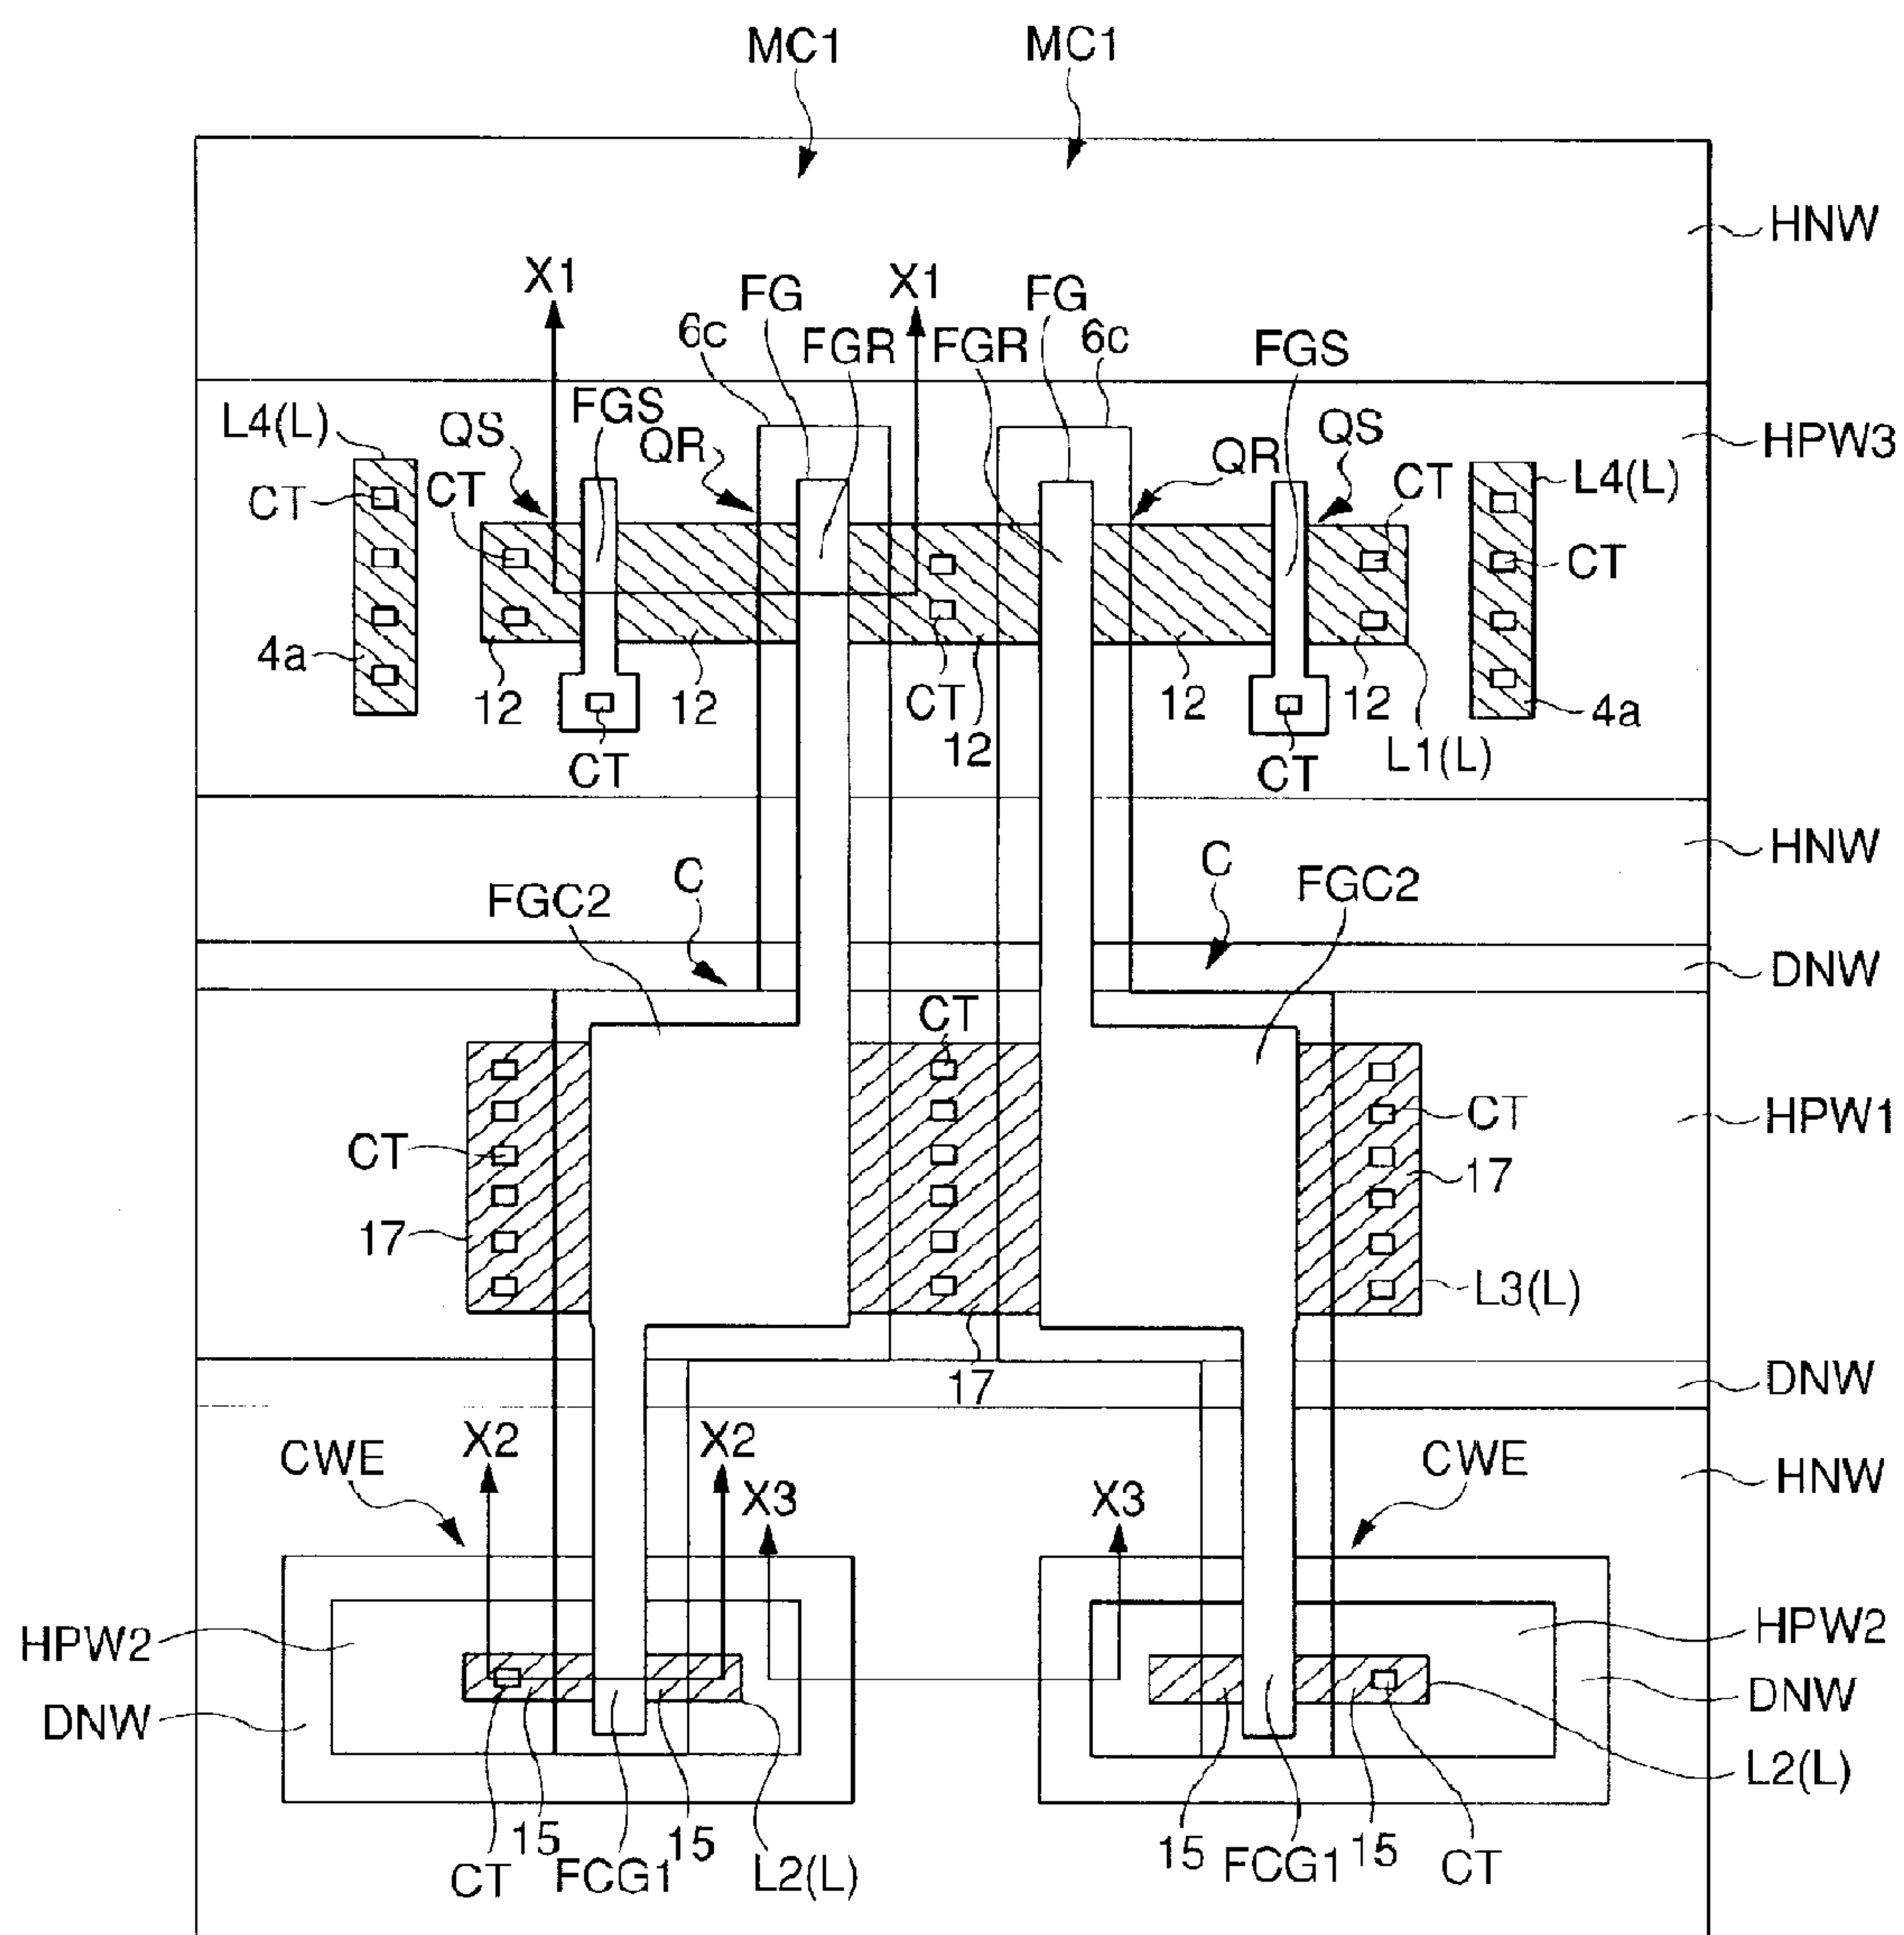 MC1 MC1
HNW
X1 FG X1 FG
6c FGR FGR 6c FGS
FGS
L4(L) QS QR QR QS HPW3
CT CT CT L4(L)
CT
4a 12 12 CT 12 12 12 4a
CT CT L1(L)
HNW
FGC2 C C FGC2
DNW
CT
CT CT HPW1
17 17
L3(L)
17 DNW
CWE X2 X2 X3 X3 CWE HNW
HPW2 HPW2
DNW DNW
L2(L)
15 15 15 15
CT FCG1 L2(L) FCG1 CT